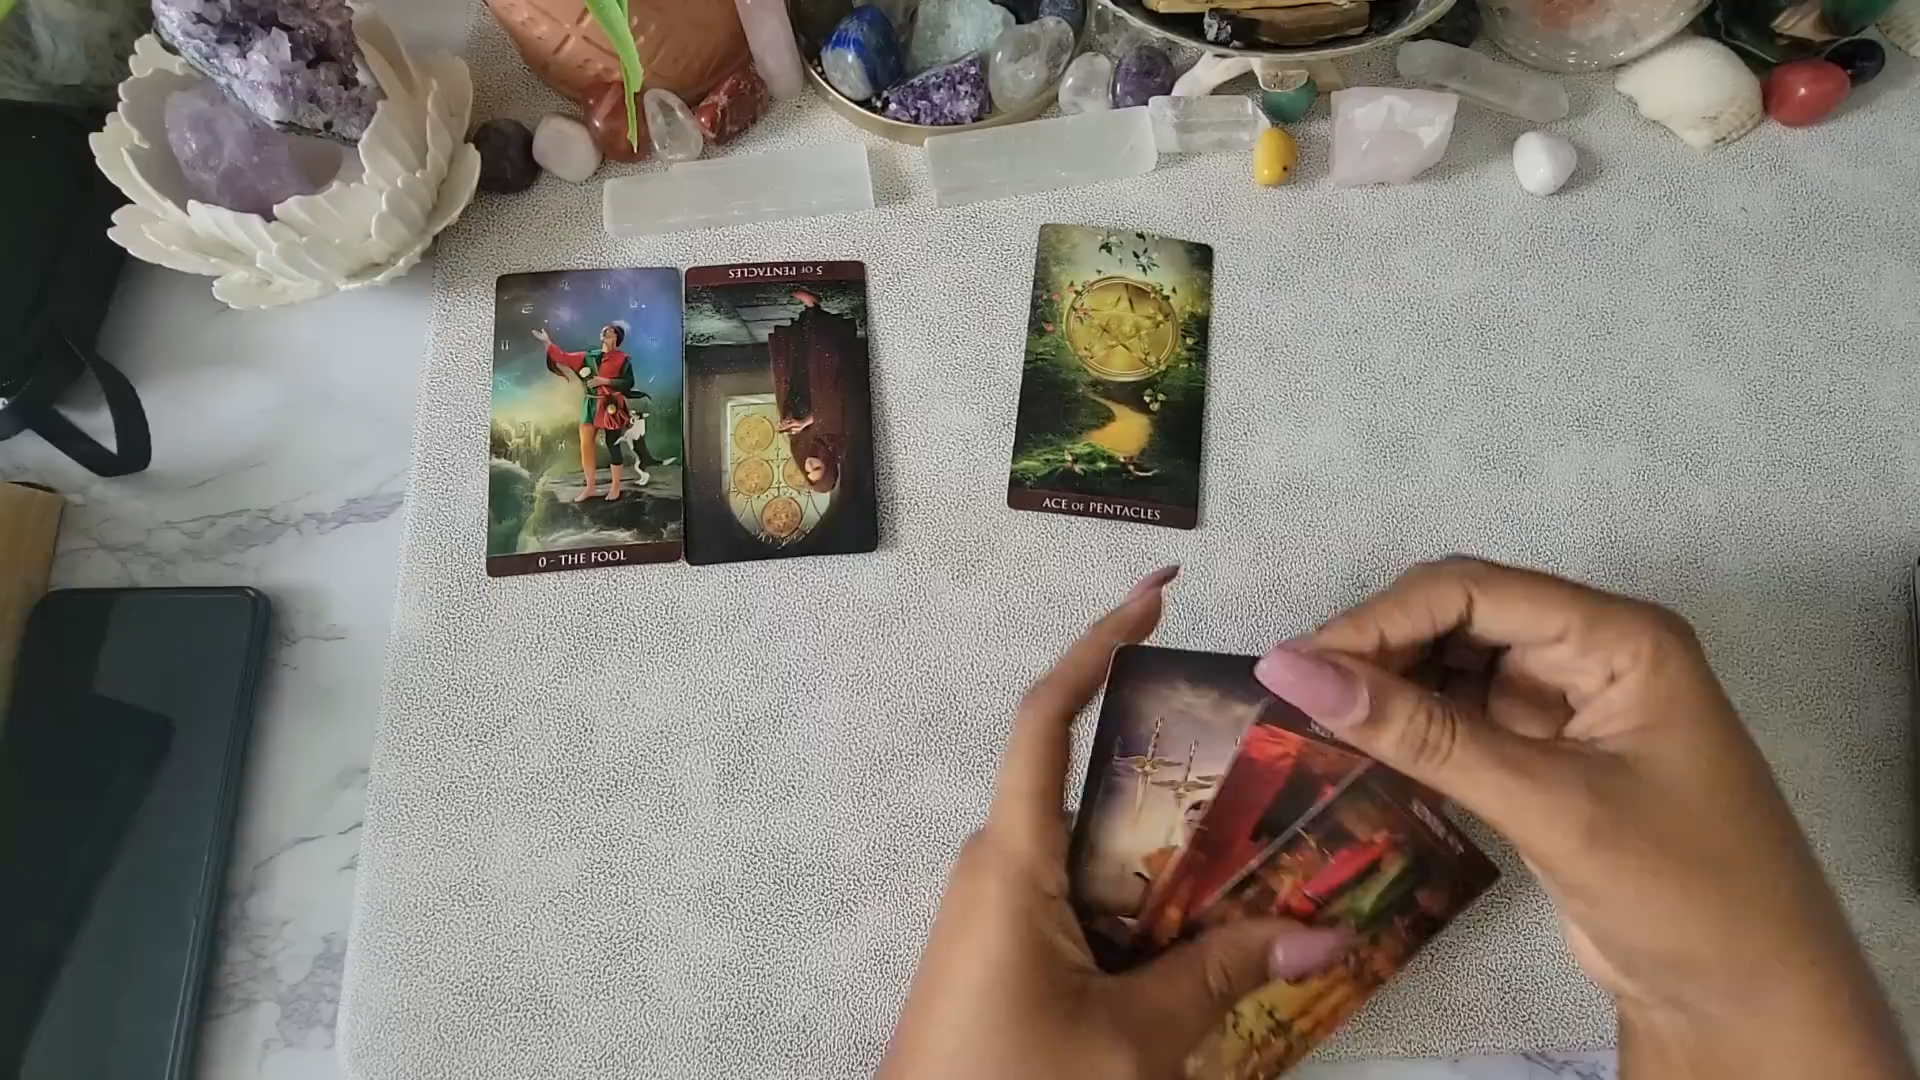 0 - THE FOOL
5 OF PENTACLES
ACE OF PENTACLES